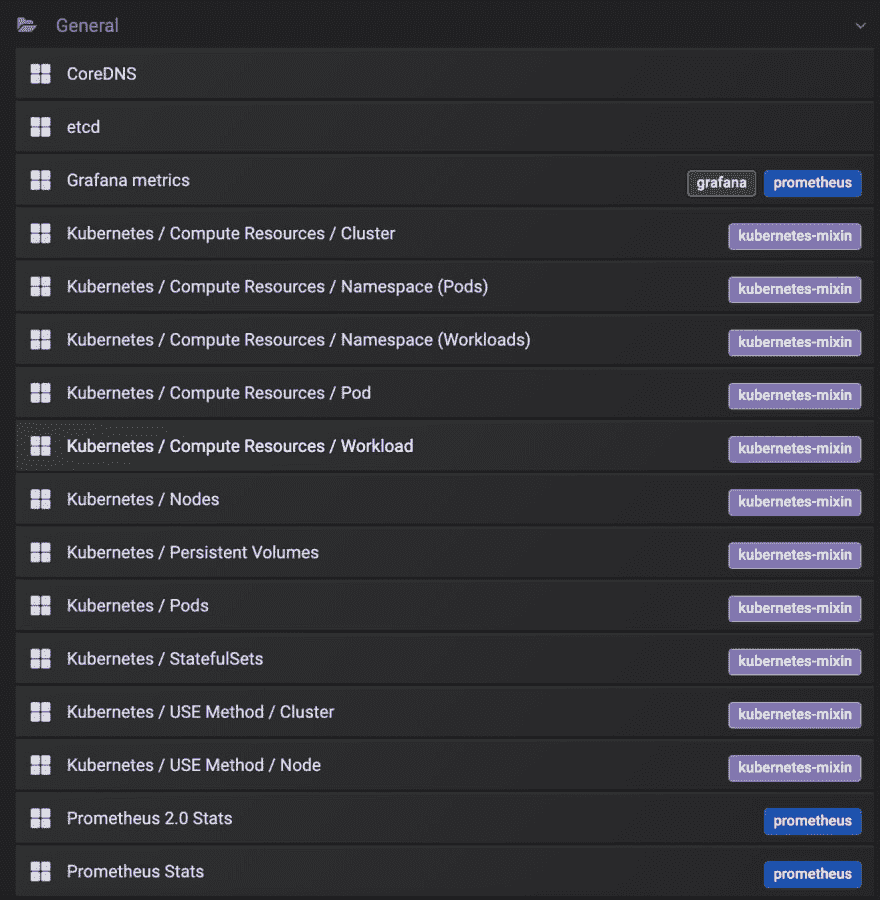 General
CoreDNS
etcd
Grafana metrics grafana prometheus
Kubernetes / Compute Resources / Cluster kubernetes-mixin
Kubernetes / Compute Resources / Namespace (Pods) kubernetes-mixin
Kubernetes / Compute Resources / Namespace (Workloads) kubernetes-mixin
Kubernetes / Compute Resources / Pod kubernetes-mixin
Kubernetes / Compute Resources / Workload kubernetes-mixin
Kubernetes / Nodes kubernetes-mixin
Kubernetes / Persistent Volumes kubernetes-mixin
Kubernetes / Pods kubernetes-mixin
Kubernetes / StatefulSets kubernetes-mixin
Kubernetes / USE Method / Cluster kubernetes-mixin
Kubernetes / USE Method / Node kubernetes-mixin
Prometheus 2.0 Stats prometheus
Prometheus Stats prometheus